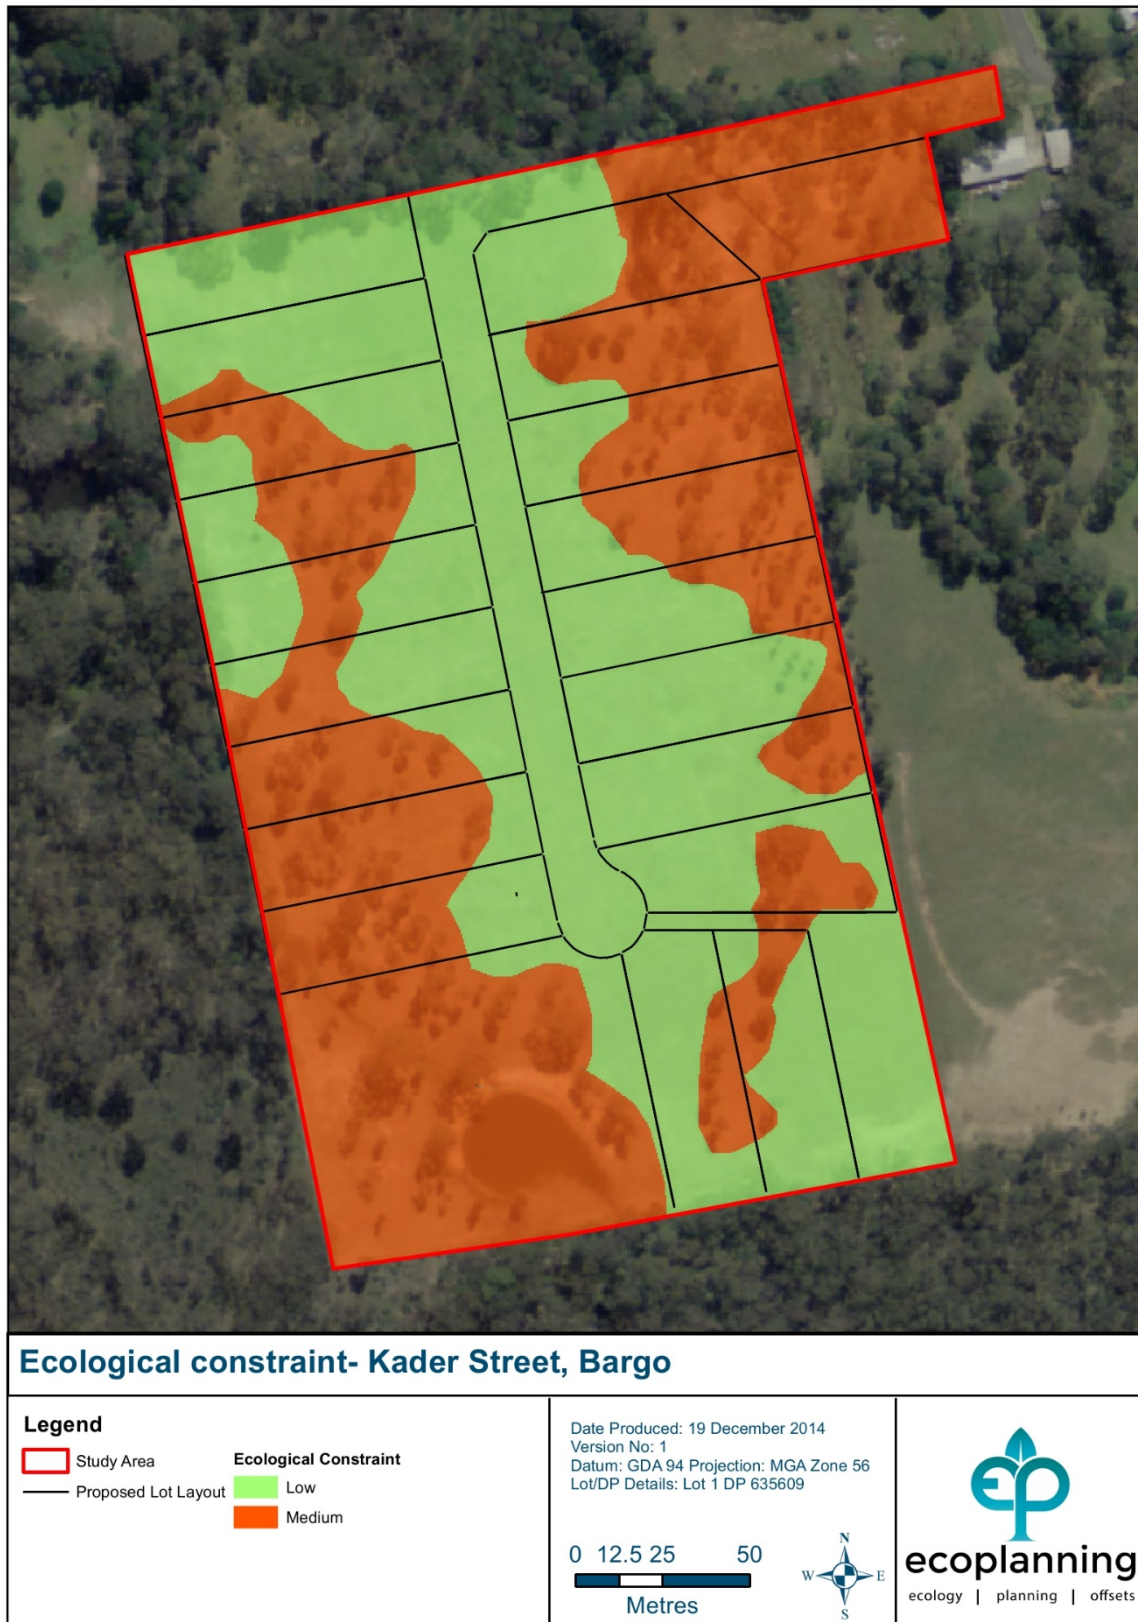 Ecological constraint- Kader Street, Bargo
Legend
Study Area
Proposed Lot Layout
Ecological Constraint
Low
Medium
Date Produced: 19 December 2014
Version No: 1
Datum: GDA 94 Projection: MGA Zone 56
Lot/DP Details: Lot 1 DP 635609
0 12.5 25 50
Metres
N
W E
S
ep
ecoplanning
ecology | planning | offsets